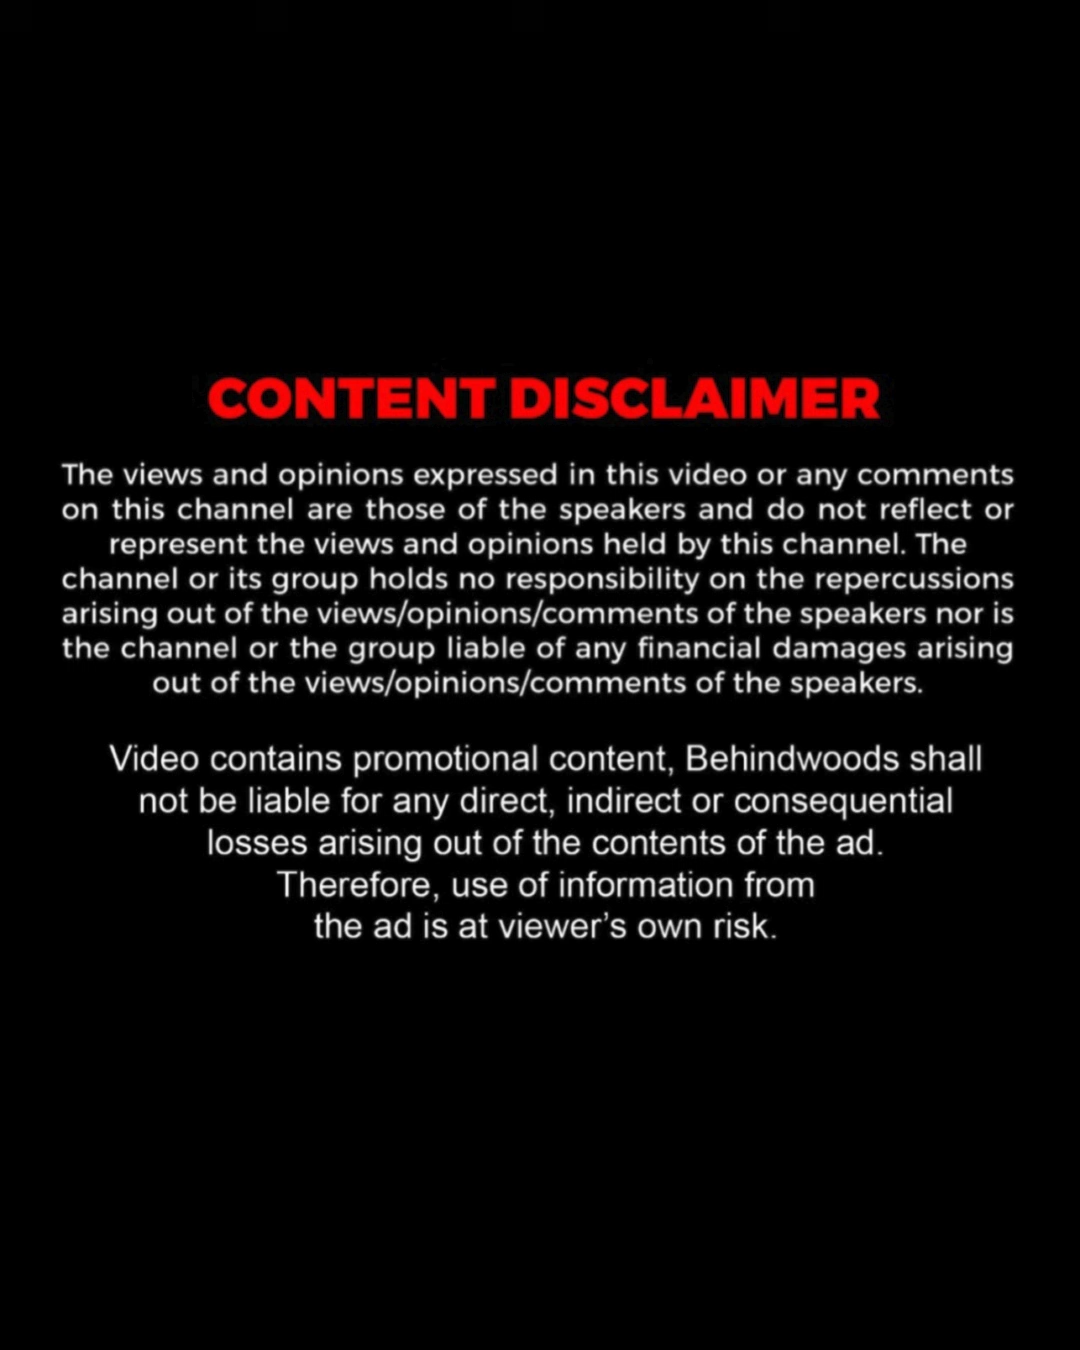 CONTENT DISCLAIMER
The views and opinions expressed in this video or any comments
on this channel are those of the speakers and do not reflect or
represent the views and opinions held by this channel. The
channel or its group holds no responsibility on the repercussions
arising out of the views/opinions/comments of the speakers nor is
the channel or the group liable of any financial damages arising
out of the views/opinions/comments of the speakers.
Video contains promotional content, Behindwoods shall
not be liable for any direct, indirect or consequential
losses arising out of the contents of the ad.
Therefore, use of information from
the ad is at viewer’s own risk.